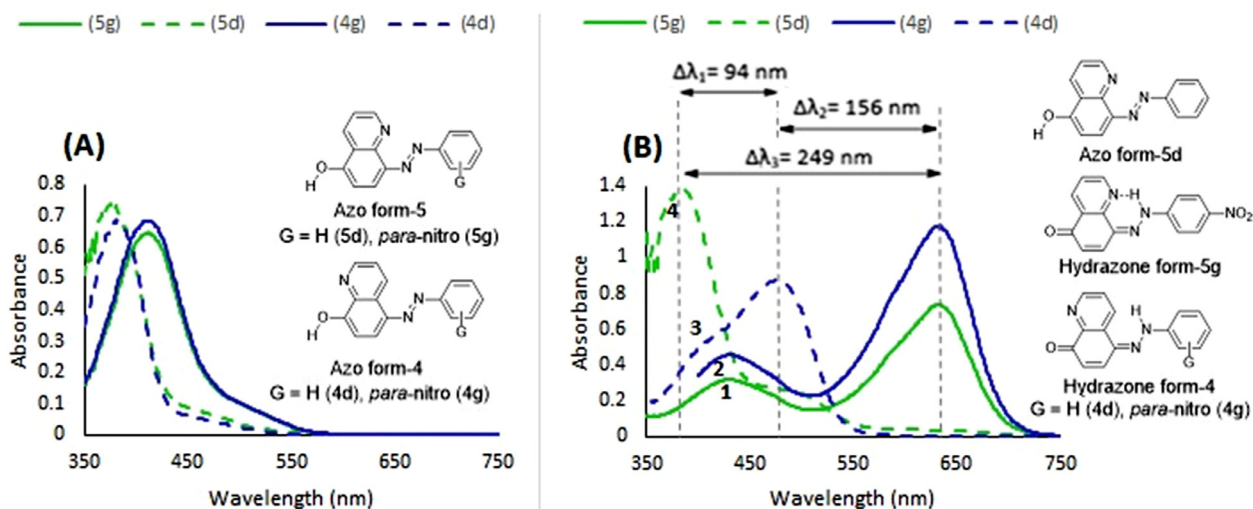 (5g) (5d) (4g) (4d)
(A)
Absorbance
0.8
0.7
0.6
0.5
0.4
0.3
0.2
0.1
0
350 450 550 650 750
Wavelength (nm)
N
O
H
N
N
G
Azo form-5
G = H (5d), para-nitro (5g)
N
O
H
N
N
G
Azo form-4
G = H (4d), para-nitro (4g)
(5g) (5d) (4g) (4d)
Δλ₁= 94 nm
Δλ₂= 156 nm
Δλ₃= 249 nm
(B)
Absorbance
1.4
1.2
1
0.8
0.6
0.4
0.2
0
4
3
2
1
350 450 550 650 750
Wavelength (nm)
N
O
H
N
N
Azo form-5d
N H
N
O
N
NO₂
Hydrazone form-5g
N
H
N
O
N
G
Hydrazone form-4
G = H (4d), para-nitro (4g)